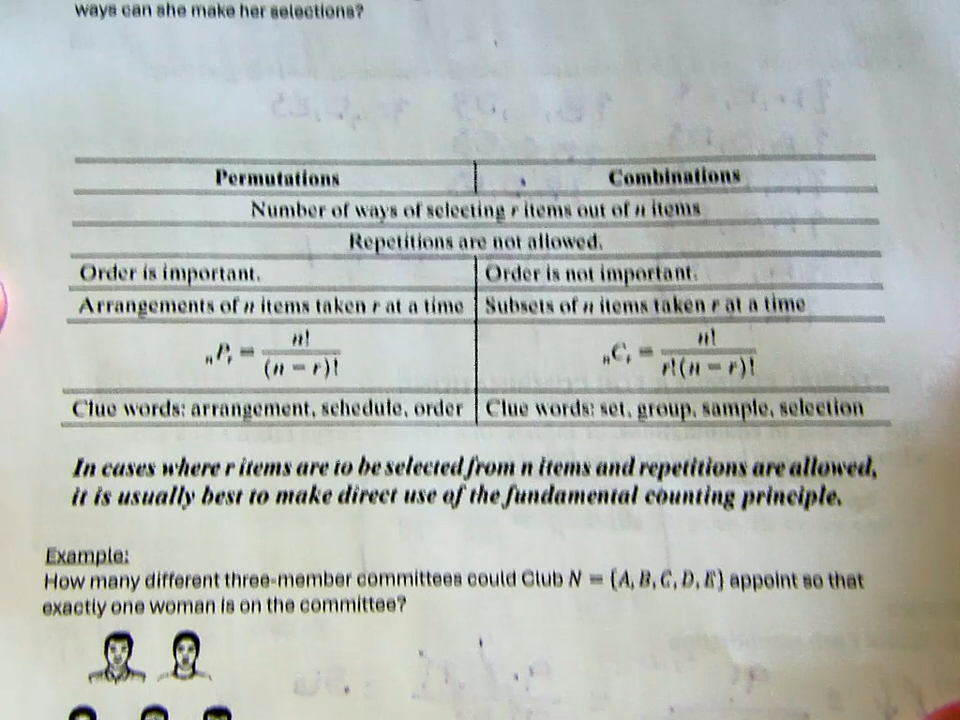 ways can she make her selections?
Permutations Combinations
Number of ways of selecting r items out of n items
Repetitions are not allowed.
Order is important. Order is not important.
Arrangements of n items taken r at a time Subsets of n items taken r at a time
nPr = n!/(n − r)! nCr = n!/r!(n − r)!
Clue words: arrangement, schedule, order Clue words: set, group, sample, selection
In cases where r items are to be selected from n items and repetitions are allowed,
it is usually best to make direct use of the fundamental counting principle.
Example:
How many different three-member committees could Club N = {A, B, C, D, E} appoint so that
exactly one woman is on the committee?